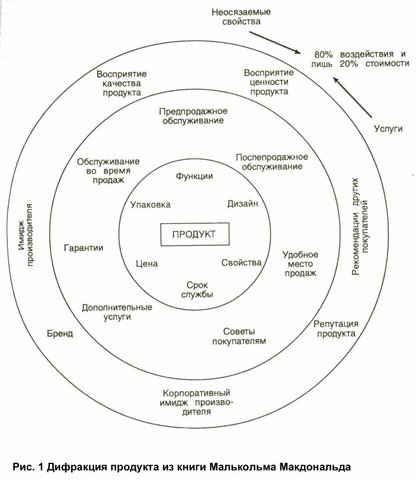 Неосязаемые
свойства
80% воздействия и
лишь 20% стоимости
Услуги
Восприятие
качества
продукта
Восприятие
ценности
продукта
Предпродажное
обслуживание
Обслуживание
во время
продаж
Послепродажное
обслуживание
Функции
Упаковка
Дизайн
ПРОДУКТ
Имидж
производителя
Гарантии
Удобное
место
продаж
Рекомендации других
покупателей
Цена
Свойства
Срок
службы
Дополнительные
услуги
Советы
покупателям
Бренд
Репутация
продукта
Корпоративный
имидж произво-
дителя
Рис. 1 Дифракция продукта из книги Малькольма Макдональда